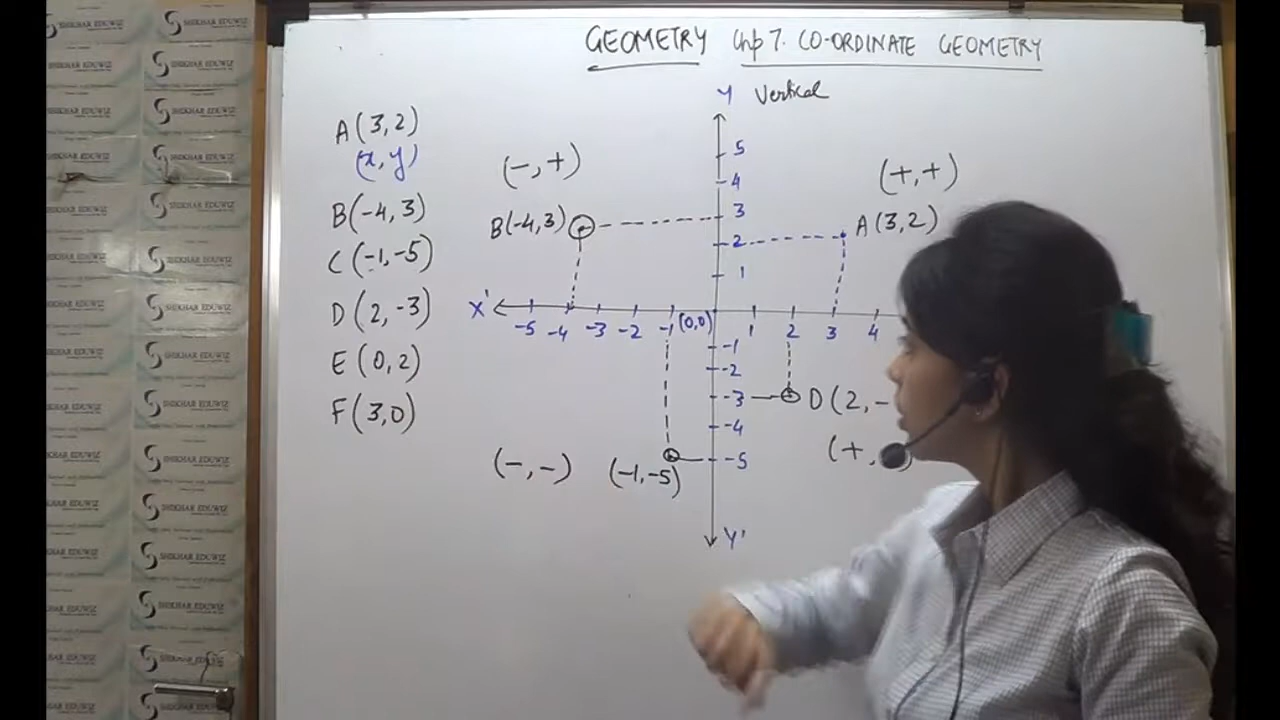 GEOMETRY Chp 7. CO-ORDINATE GEOMETRY
Y Vertical
A (3, 2)
(x, y)
B(-4, 3)
C (-1, -5)
D (2, -3)
E (0, 2)
F (3, 0)
(-, +)
(+, +)
B(-4, 3)
A (3, 2)
5
4
3
2
1
X'
-5 -4 -3 -2 -1 (0,0) 1 2 3 4
-1
-2
-3
-4
-5
D (2, -
(+,
(-, -)
(-1, -5)
Y'
SHIKHAR EDUWIZ